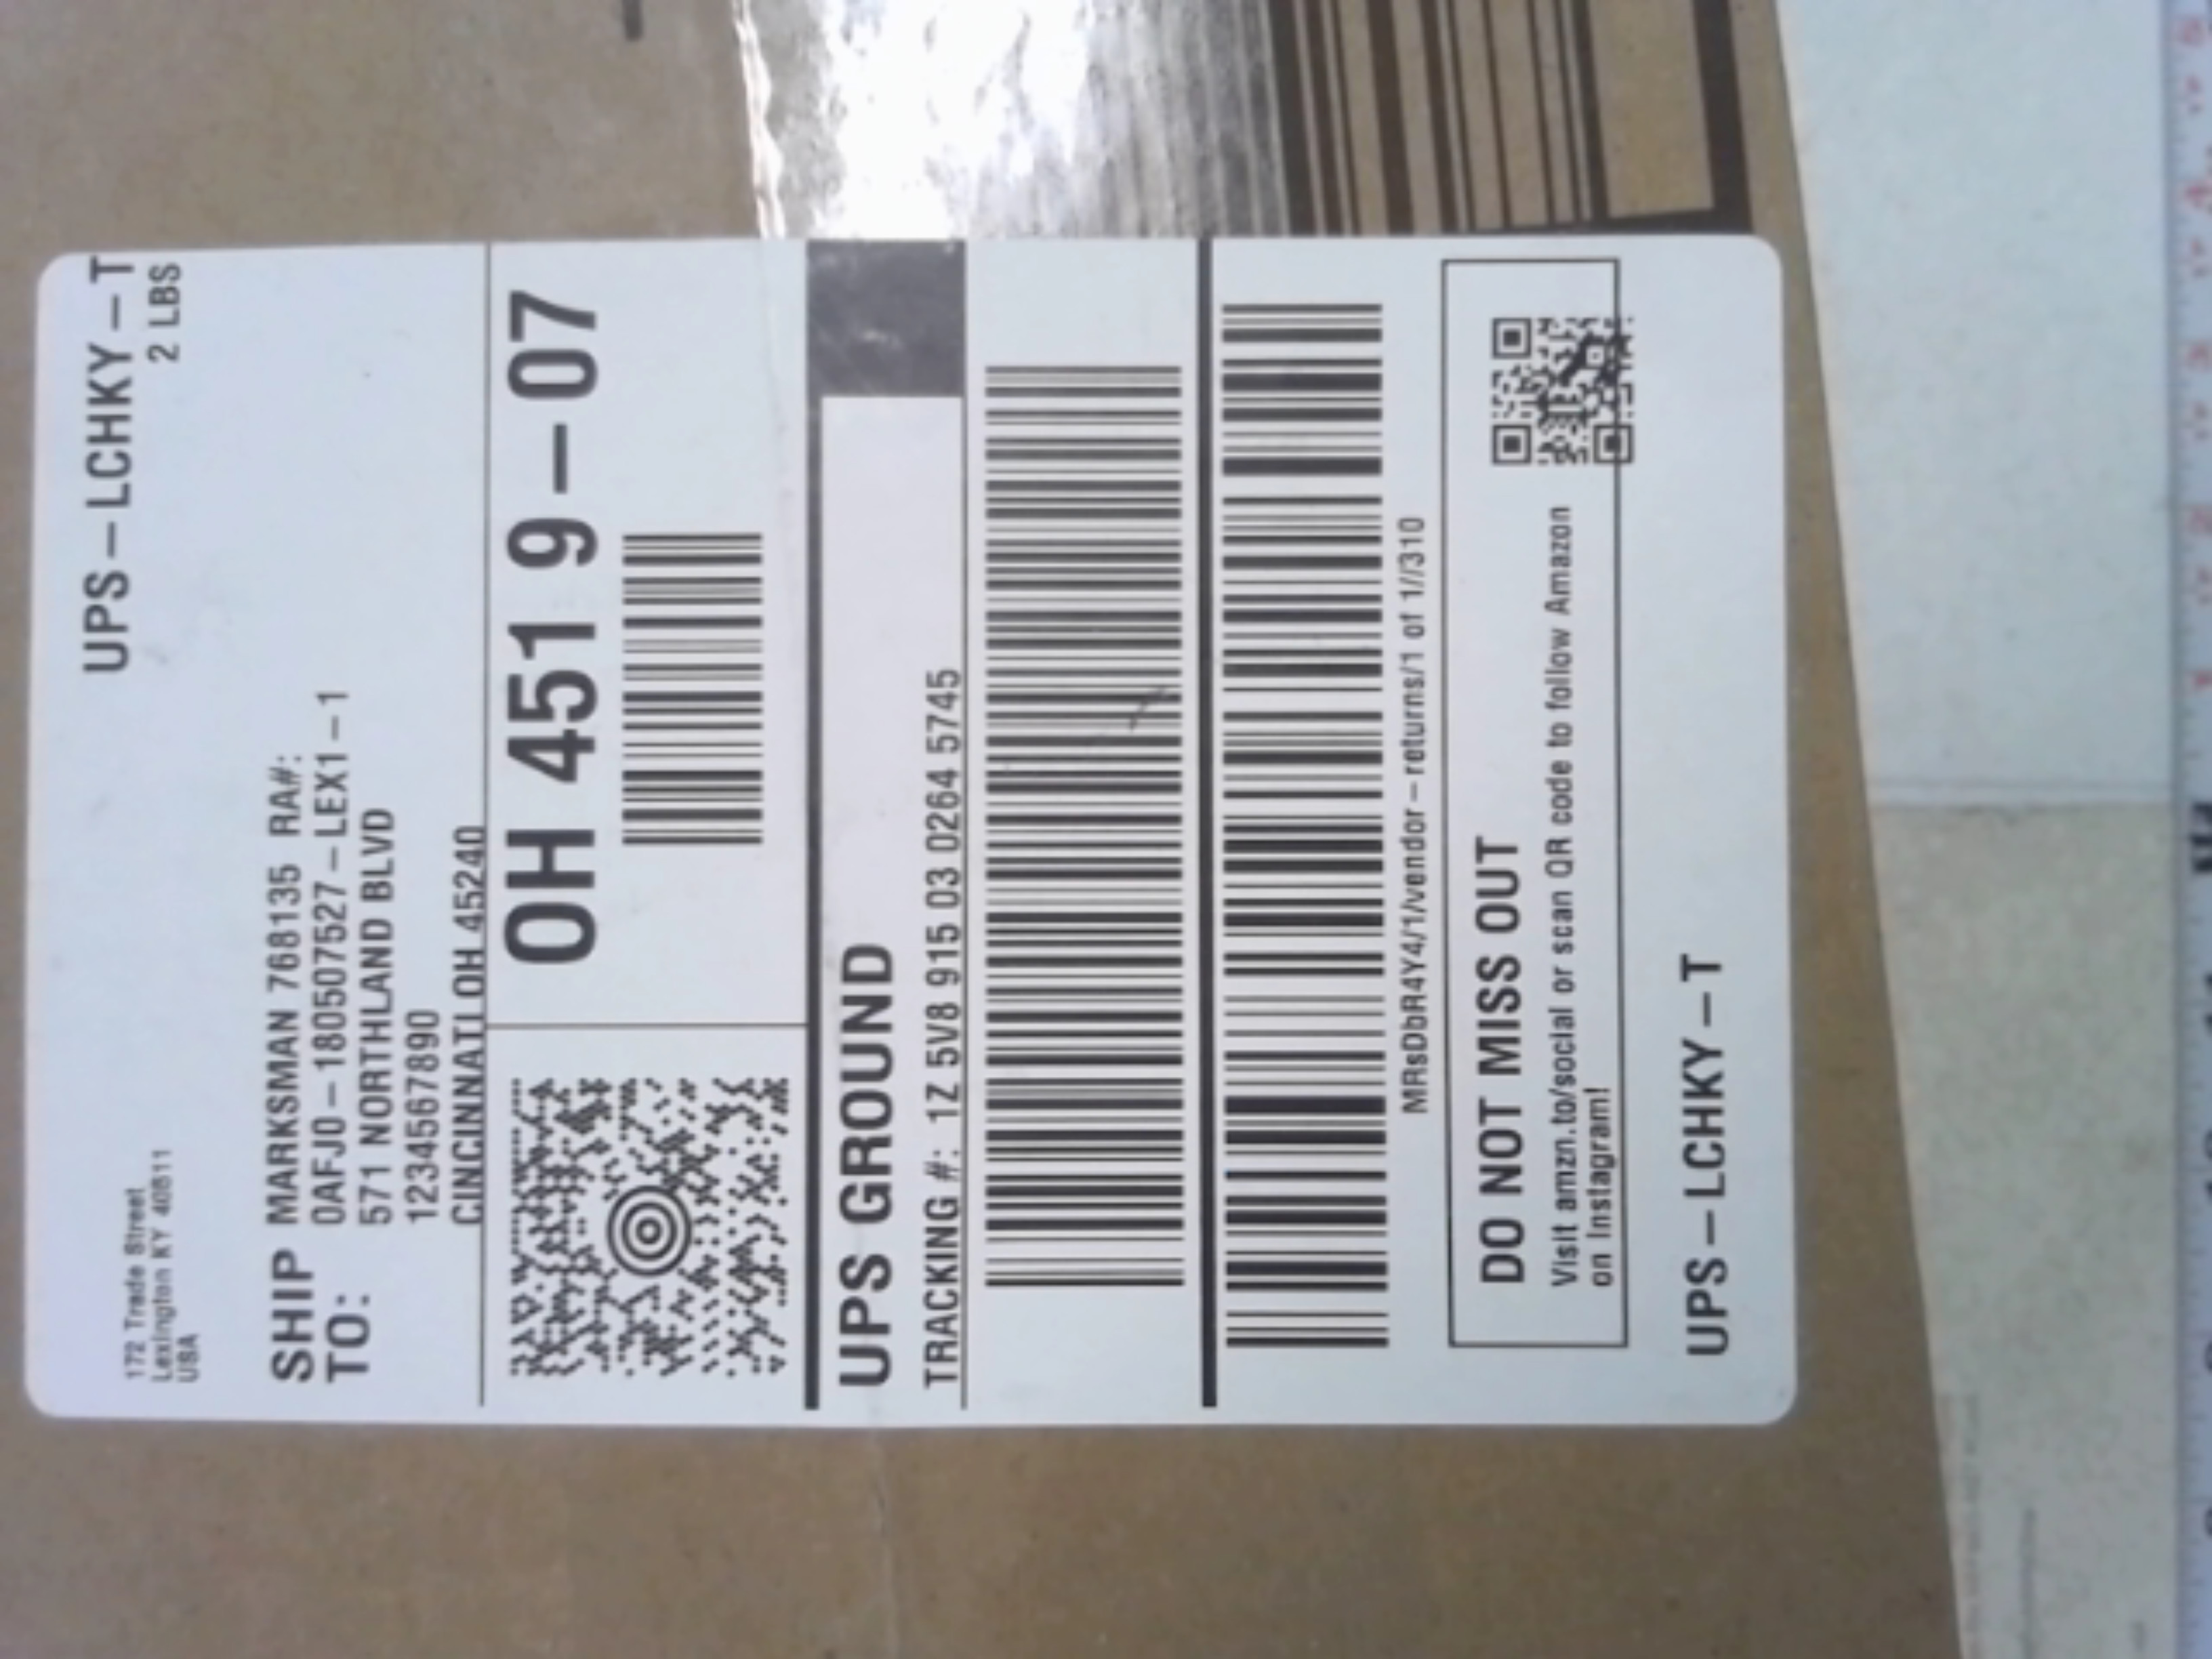 UPS-LCHKY-T
2 LBS
172 Trade Street
Lexington KY 40511
USA
SHIP TO:
MARKSMAN 768135 RA#:
0AFJ0-180507527-LEX1-1
571 NORTHLAND BLVD
1234567890
CINCINNATI OH 45240
OH 451 9-07
UPS GROUND
TRACKING #: 1Z 5V8 915 03 0264 5745
MRsDbR4Y4/1/vendor-returns/1 of 1//310
DO NOT MISS OUT
Visit amzn.to/social or scan QR code to follow Amazon
on Instagram!
UPS-LCHKY-T